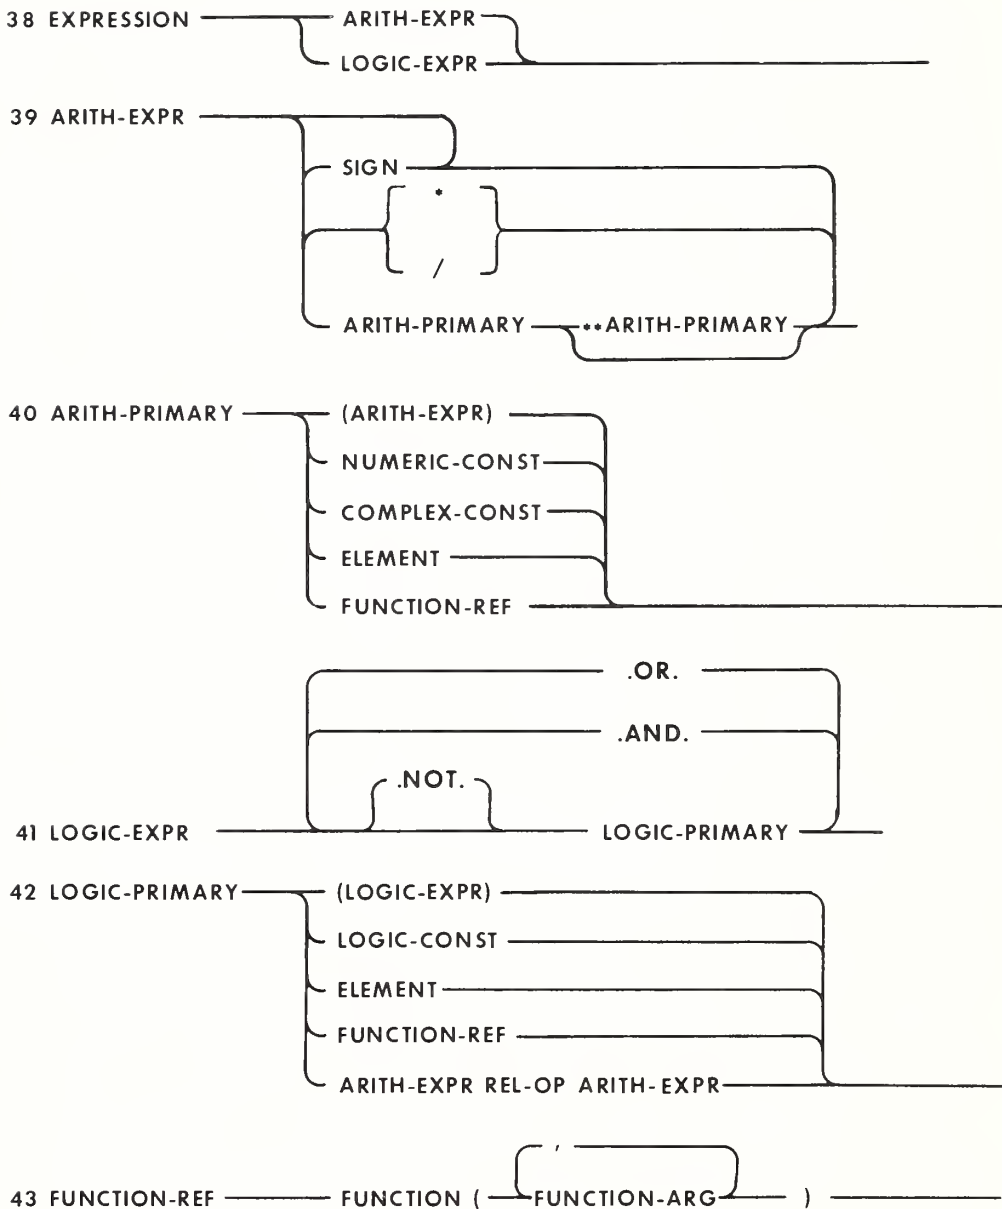 38 EXPRESSION ARITH-EXPR
LOGIC-EXPR
39 ARITH-EXPR
SIGN
*
/
ARITH-PRIMARY **ARITH-PRIMARY
40 ARITH-PRIMARY (ARITH-EXPR)
NUMERIC-CONST
COMPLEX-CONST
ELEMENT
FUNCTION-REF
.OR.
.AND.
.NOT.
41 LOGIC-EXPR LOGIC-PRIMARY
42 LOGIC-PRIMARY (LOGIC-EXPR)
LOGIC-CONST
ELEMENT
FUNCTION-REF
ARITH-EXPR REL-OP ARITH-EXPR
,
43 FUNCTION-REF FUNCTION ( FUNCTION-ARG )